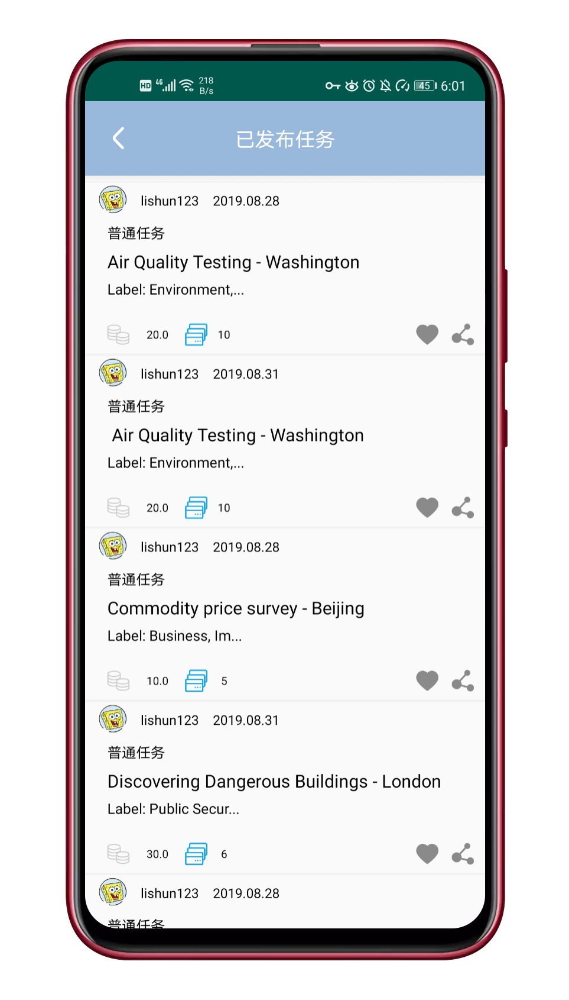 HD 4G 218 B/s 45 6:01
已发布任务
lishun123 2019.08.28
普通任务
Air Quality Testing - Washington
Label: Environment,...
20.0 10
lishun123 2019.08.31
普通任务
Air Quality Testing - Washington
Label: Environment,...
20.0 10
lishun123 2019.08.28
普通任务
Commodity price survey - Beijing
Label: Business, Im...
10.0 5
lishun123 2019.08.31
普通任务
Discovering Dangerous Buildings - London
Label: Public Secur...
30.0 6
lishun123 2019.08.28
普通任务